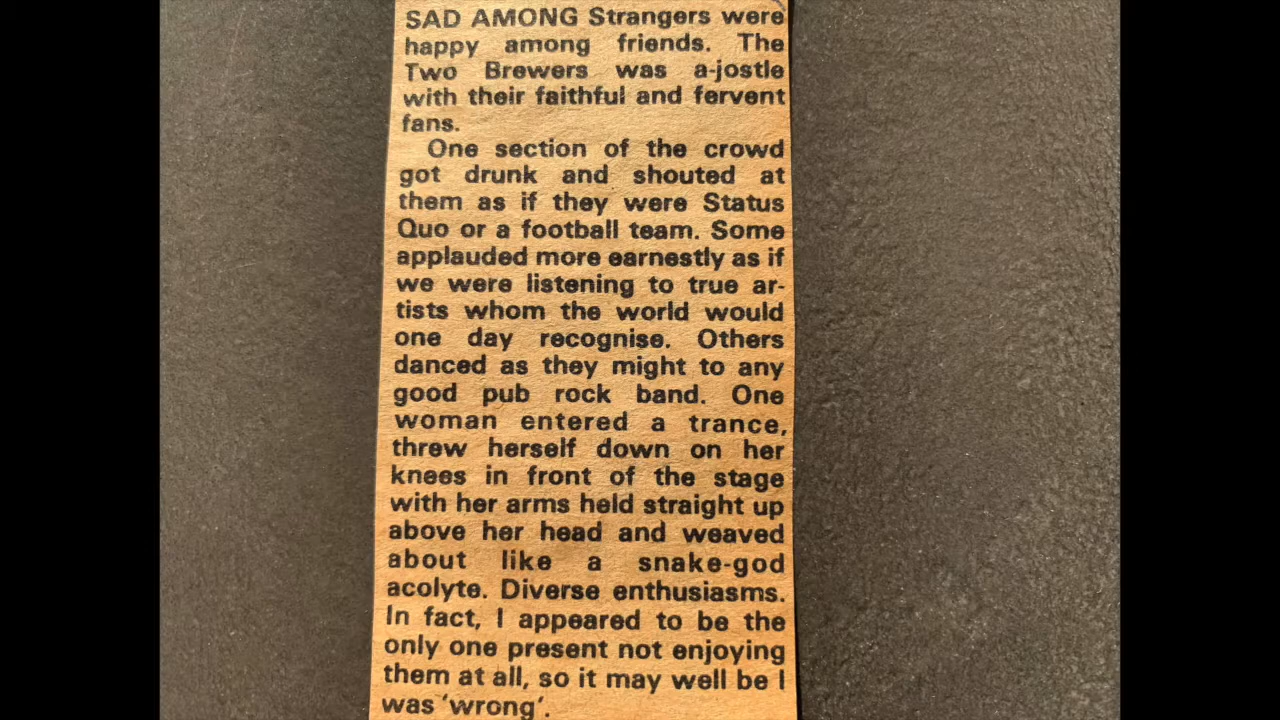 SAD AMONG Strangers were
happy among friends. The
Two Brewers was a-jostle
with their faithful and fervent
fans.
One section of the crowd
got drunk and shouted at
them as if they were Status
Quo or a football team. Some
applauded more earnestly as if
we were listening to true ar-
tists whom the world would
one day recognise. Others
danced as they might to any
good pub rock band. One
woman entered a trance,
threw herself down on her
knees in front of the stage
with her arms held straight up
above her head and weaved
about like a snake-god
acolyte. Diverse enthusiasms.
In fact, I appeared to be the
only one present not enjoying
them at all, so it may well be I
was 'wrong'.